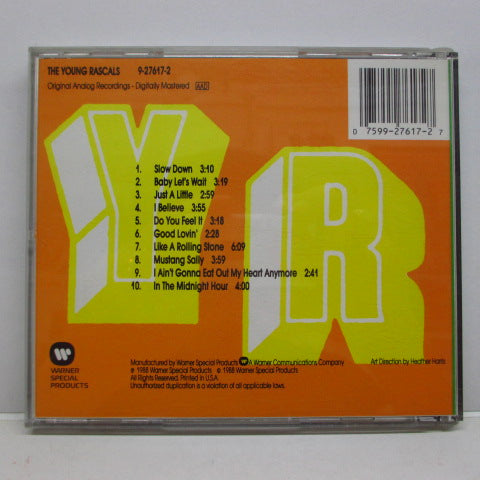 THE YOUNG RASCALS 9-27617-2
Original Analog Recordings - Digitally Mastered AAD
0 7599-27617-2 7
YR
1. Slow Down 3:10
2. Baby Let's Wait 3:19
3. Just A Little 2:59
4. I Believe 3:55
5. Do You Feel It 3:18
6. Good Lovin' 2:28
7. Like A Rolling Stone 6:09
8. Mustang Sally 3:59
9. I Ain't Gonna Eat Out My Heart Anymore 2:41
10. In The Midnight Hour 4:00
WARNER
SPECIAL
PRODUCTS
Manufactured by Warner Special Products A Warner Communications Company Art Direction by Heather Harris
℗ 1988 Warner Special Products © 1988 Warner Special Products
All Rights Reserved. Printed in U.S.A.
Unauthorized duplication is a violation of all applicable laws.